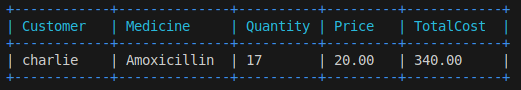 +------------+--------------+----------+---------+-----------+
| Customer   | Medicine     | Quantity | Price   | TotalCost |
+------------+--------------+----------+---------+-----------+
| charlie    | Amoxicillin  | 17       | 20.00   | 340.00    |
+------------+--------------+----------+---------+-----------+